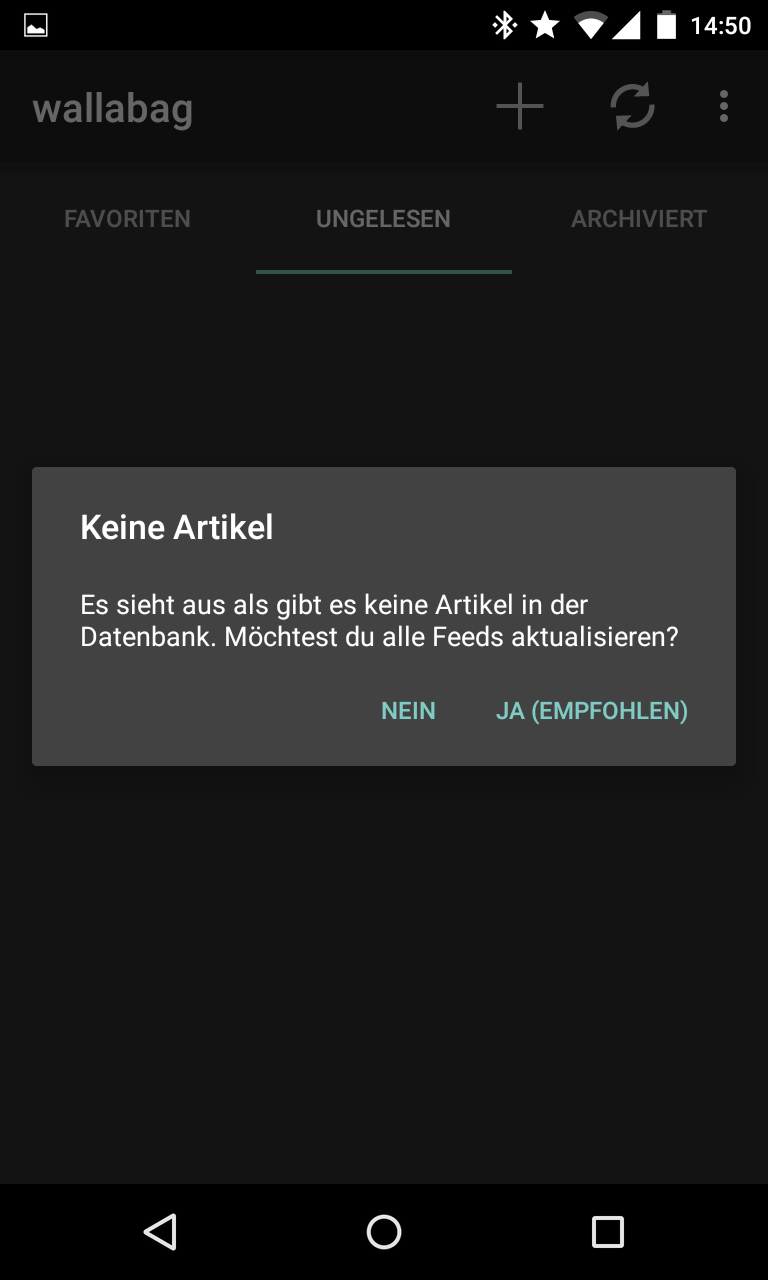 14:50
wallabag
FAVORITEN UNGELESEN ARCHIVIERT
Keine Artikel
Es sieht aus als gibt es keine Artikel in der
Datenbank. Möchtest du alle Feeds aktualisieren?
NEIN JA (EMPFOHLEN)